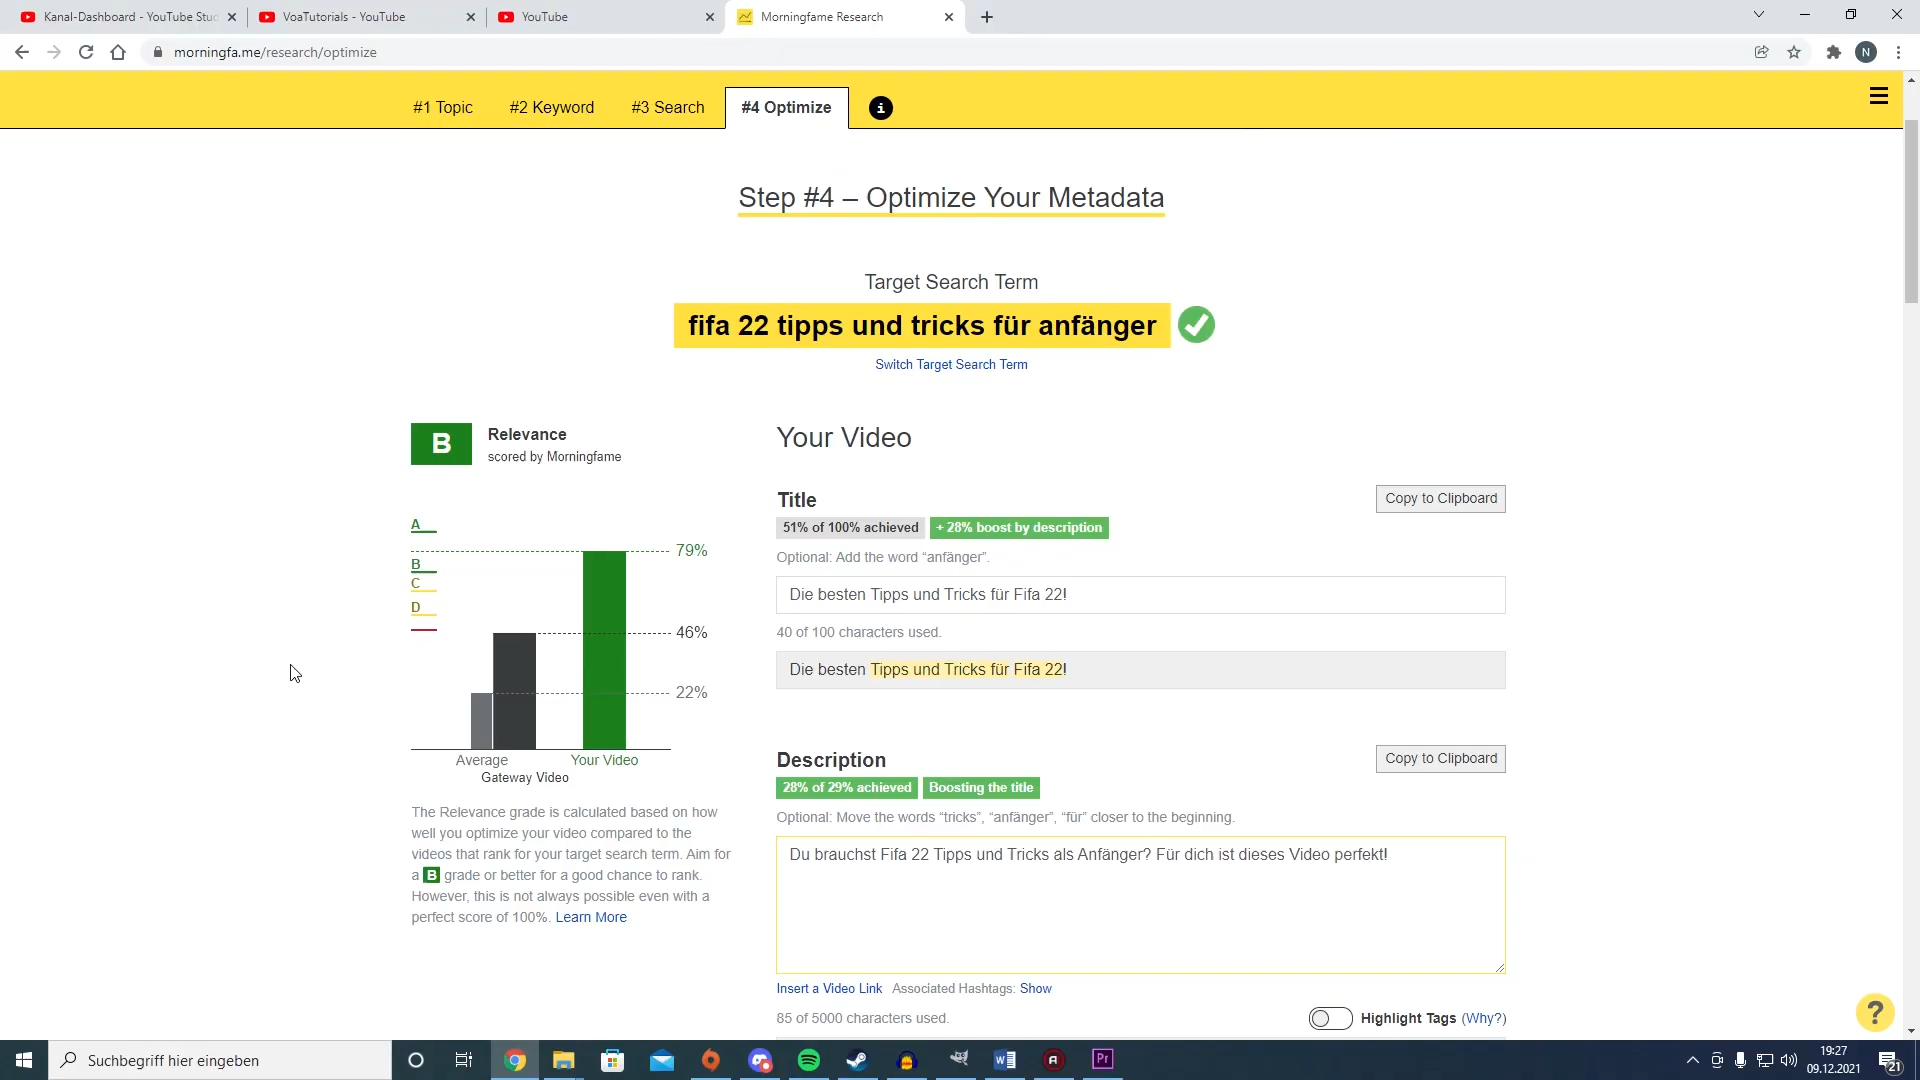 Kanal-Dashboard - YouTube Stud
VoaTutorials - YouTube
YouTube
Morningfame Research
morningfa.me/research/optimize
N
#1 Topic
#2 Keyword
#3 Search
#4 Optimize
i
Step #4 – Optimize Your Metadata
Target Search Term
fifa 22 tipps und tricks für anfänger
Switch Target Search Term
B
Relevance
scored by Morningfame
A
B
C
D
79%
46%
22%
Average
Your Video
Gateway Video
The Relevance grade is calculated based on how
well you optimize your video compared to the
videos that rank for your target search term. Aim for
a B grade or better for a good chance to rank.
However, this is not always possible even with a
perfect score of 100%. Learn More
Your Video
Title
Copy to Clipboard
51% of 100% achieved
+ 28% boost by description
Optional: Add the word “anfänger”.
Die besten Tipps und Tricks für Fifa 22!
40 of 100 characters used.
Die besten Tipps und Tricks für Fifa 22!
Description
Copy to Clipboard
28% of 29% achieved
Boosting the title
Optional: Move the words “tricks”, “anfänger”, “für” closer to the beginning.
Du brauchst Fifa 22 Tipps und Tricks als Anfänger? Für dich ist dieses Video perfekt!
Insert a Video Link Associated Hashtags: Show
85 of 5000 characters used.
Highlight Tags (Why?)
?
Suchbegriff hier eingeben
W
A
Pr
19:27
09.12.2021
21